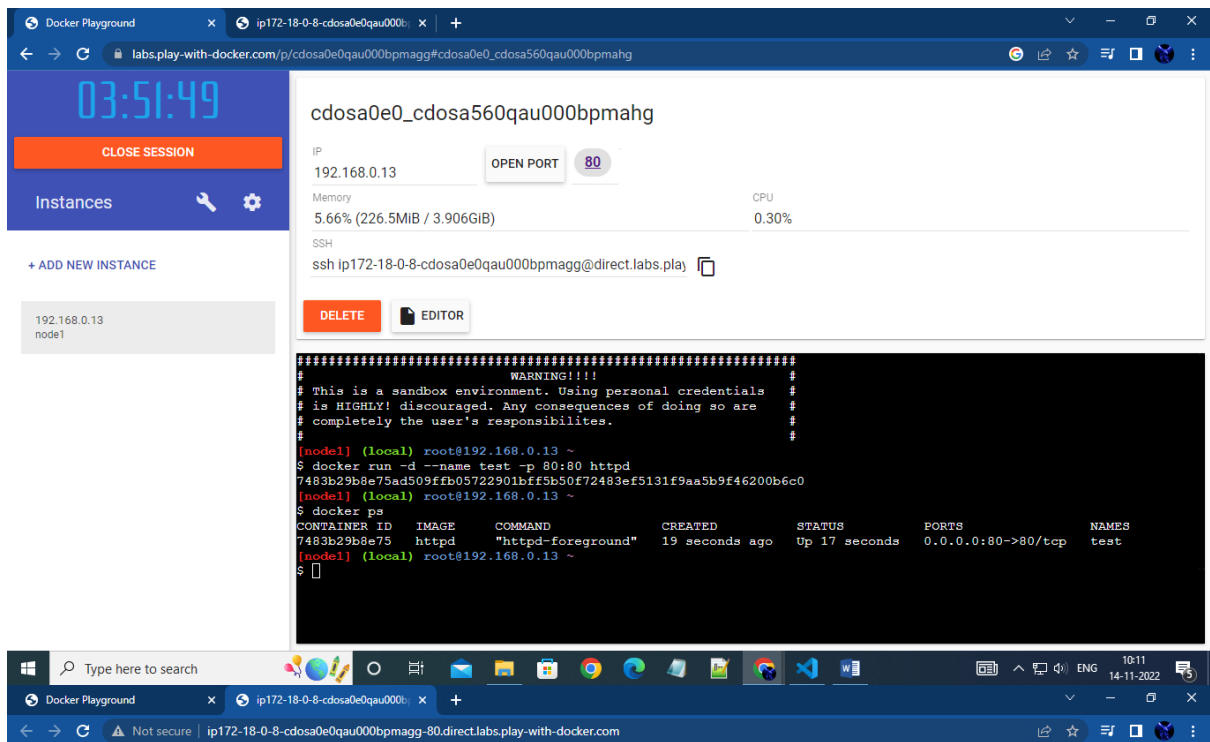 Docker Playground
ip172-18-0-8-cdosa0e0qau000b
labs.play-with-docker.com/p/cdosa0e0qau000bpmagg#cdosa0e0_cdosa560qau000bpmahg
03:51:49
CLOSE SESSION
Instances
+ ADD NEW INSTANCE
192.168.0.13
node1
cdosa0e0_cdosa560qau000bpmahg
IP
192.168.0.13
OPEN PORT
80
Memory
5.66% (226.5MiB / 3.906GiB)
CPU
0.30%
SSH
ssh ip172-18-0-8-cdosa0e0qau000bpmagg@direct.labs.play
DELETE
EDITOR
###############################################################
# WARNING!!!! #
# This is a sandbox environment. Using personal credentials #
# is HIGHLY! discouraged. Any consequences of doing so are #
# completely the user's responsibilites. #
# #
[node1] (local) root@192.168.0.13 ~
$ docker run -d --name test -p 80:80 httpd
7483b29b8e75ad509ffb05722901bff5b50f72483ef5131f9aa5b9f46200b6c0
[node1] (local) root@192.168.0.13 ~
$ docker ps
CONTAINER ID IMAGE COMMAND CREATED STATUS PORTS NAMES
7483b29b8e75 httpd "httpd-foreground" 19 seconds ago Up 17 seconds 0.0.0.0:80->80/tcp test
[node1] (local) root@192.168.0.13 ~
$
Type here to search
ENG
10:11
14-11-2022
5
Docker Playground
ip172-18-0-8-cdosa0e0qau000b
Not secure | ip172-18-0-8-cdosa0e0qau000bpmagg-80.direct.labs.play-with-docker.com